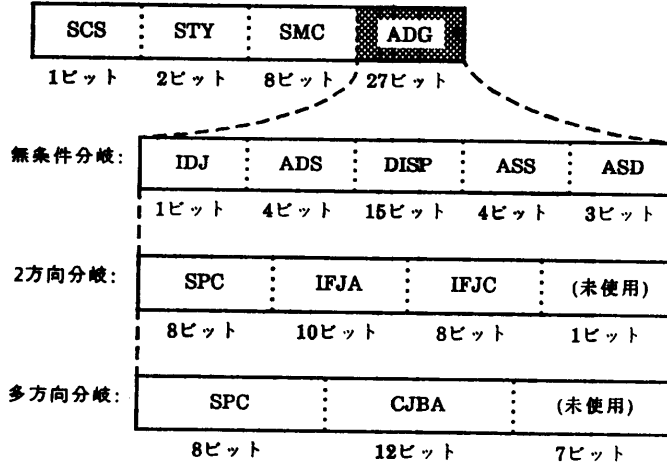 SCS STY SMC ADG
1ビット 2ビット 8ビット 27ビット
無条件分岐: IDJ ADS DISP ASS ASD
1ビット 4ビット 15ビット 4ビット 3ビット
2方向分岐: SPC IFJA IFJC (未使用)
8ビット 10ビット 8ビット 1ビット
多方向分岐: SPC CJBA (未使用)
8ビット 12ビット 7ビット